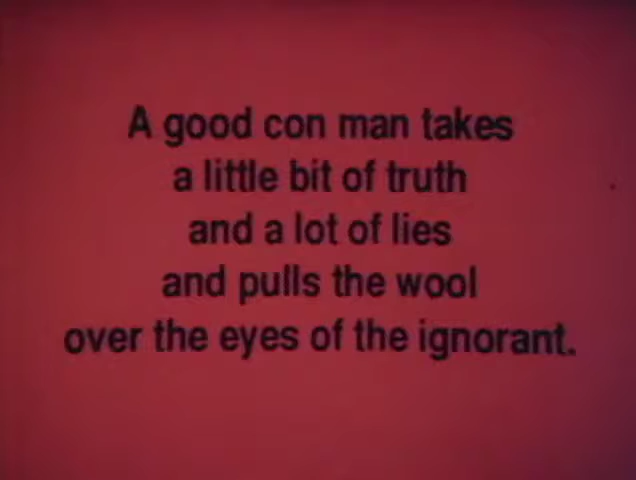 A good con man takes
a little bit of truth
and a lot of lies
and pulls the wool
over the eyes of the ignorant.